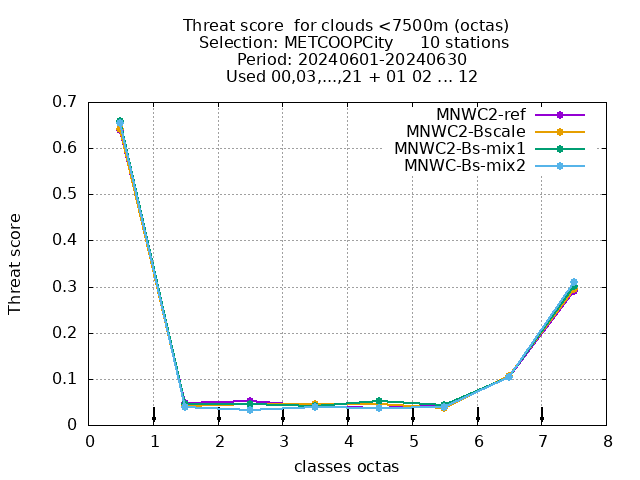 Threat score  for clouds <7500m (octas)
Selection: METCOOPCity     10 stations
Period: 20240601-20240630
Used 00,03,...,21 + 01 02 ... 12
MNWC2-ref
MNWC2-Bscale
MNWC2-Bs-mix1
MNWC-Bs-mix2
Threat score
0.7
0.6
0.5
0.4
0.3
0.2
0.1
0
0 1 2 3 4 5 6 7 8
classes octas